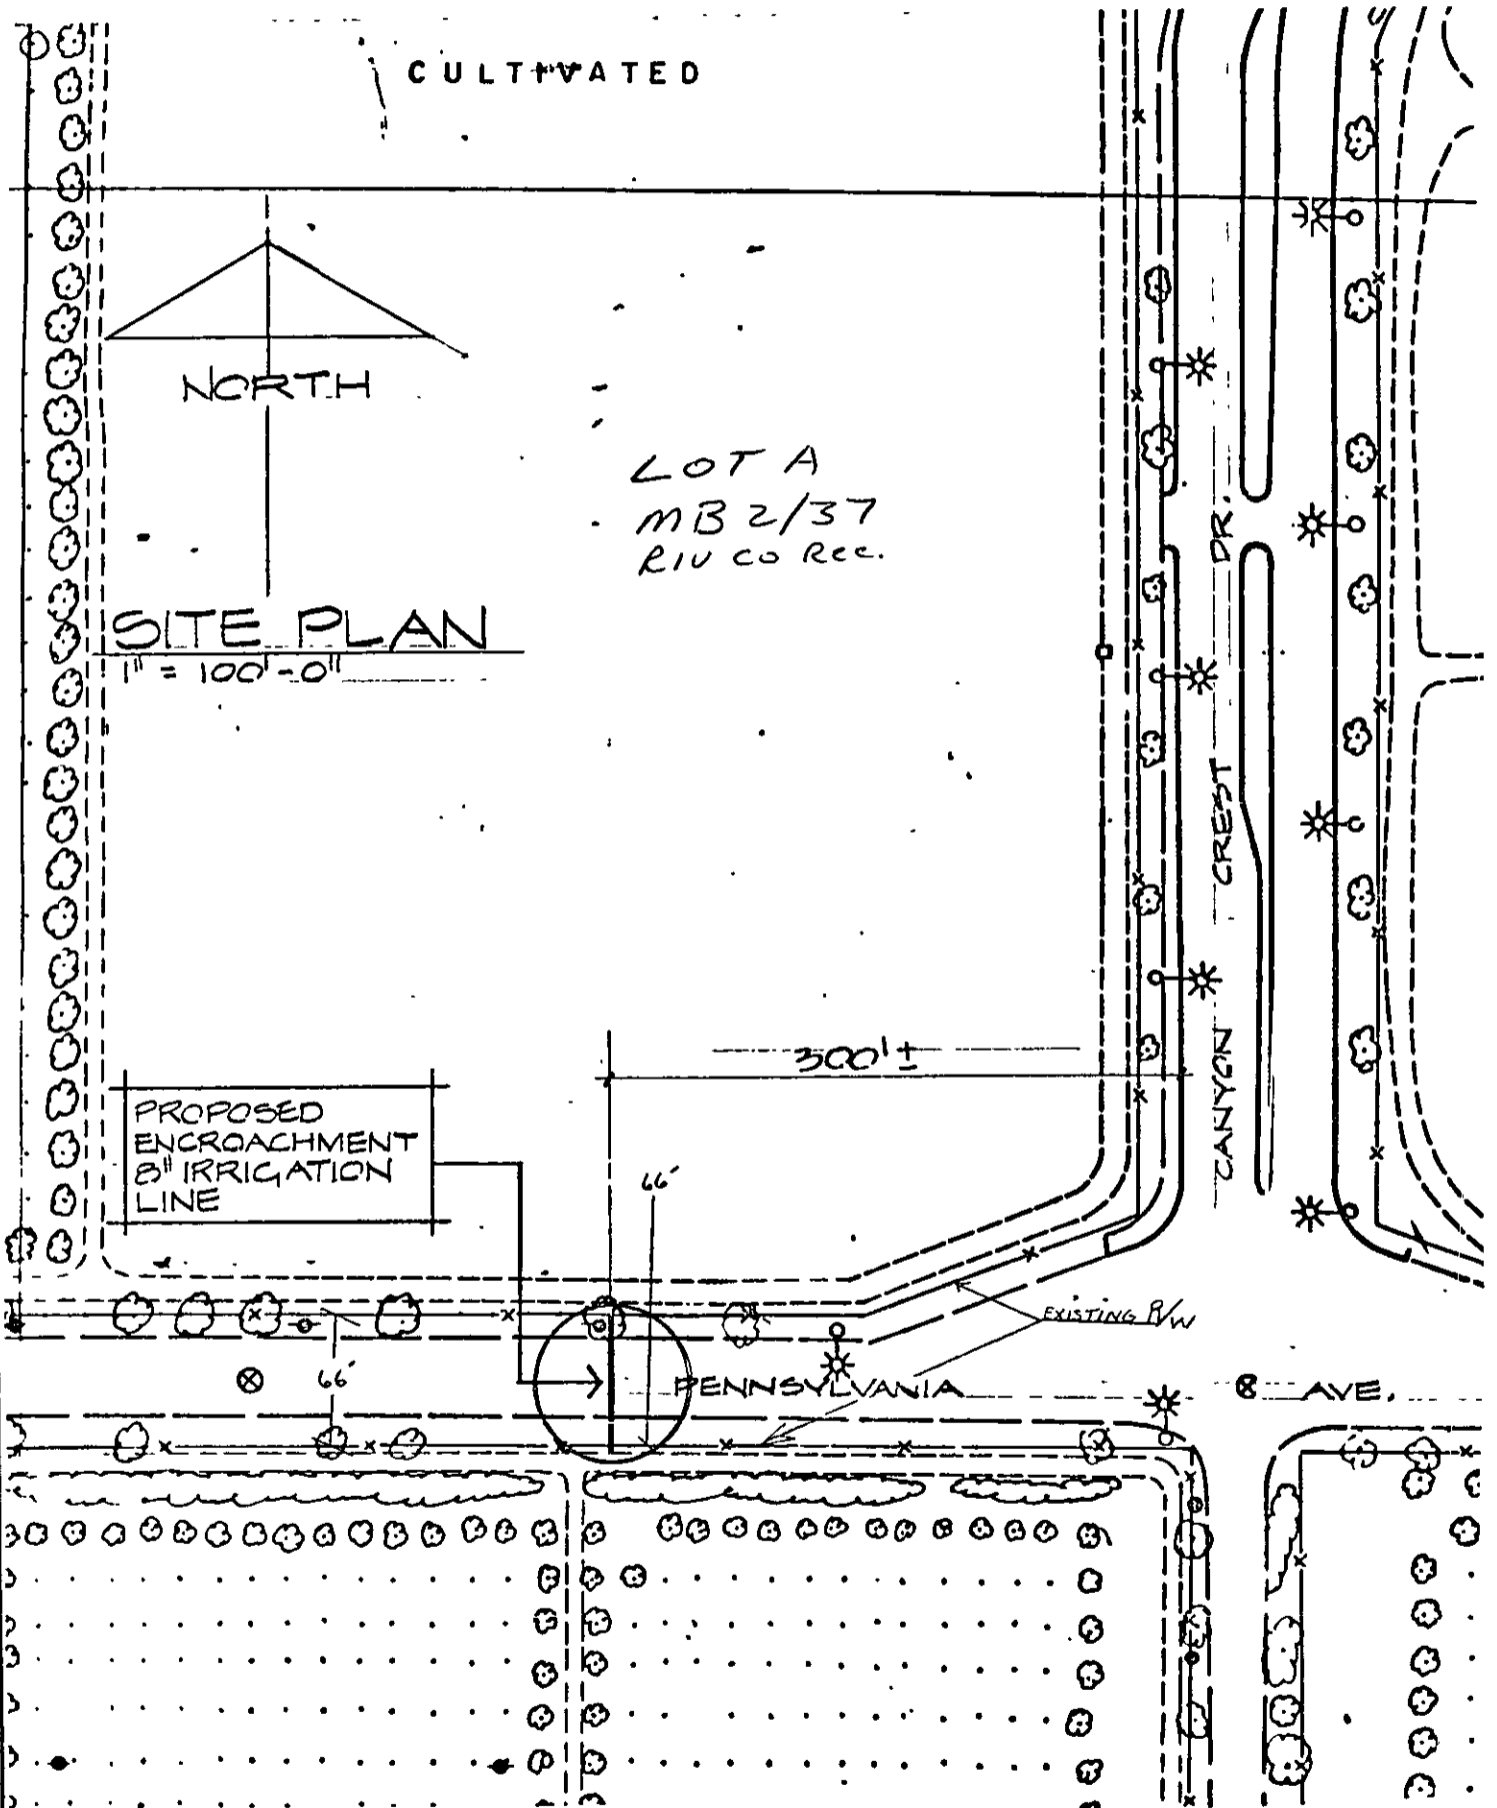 CULTIVATED
NORTH
LOT A
MB 2/37
RIV CO REC.
SITE PLAN
1" = 100'-0"
CANYON CREST DR.
300'±
PROPOSED
ENCROACHMENT
8" IRRIGATION
LINE
66'
EXISTING R/W
66'
PENNSYLVANIA AVE.